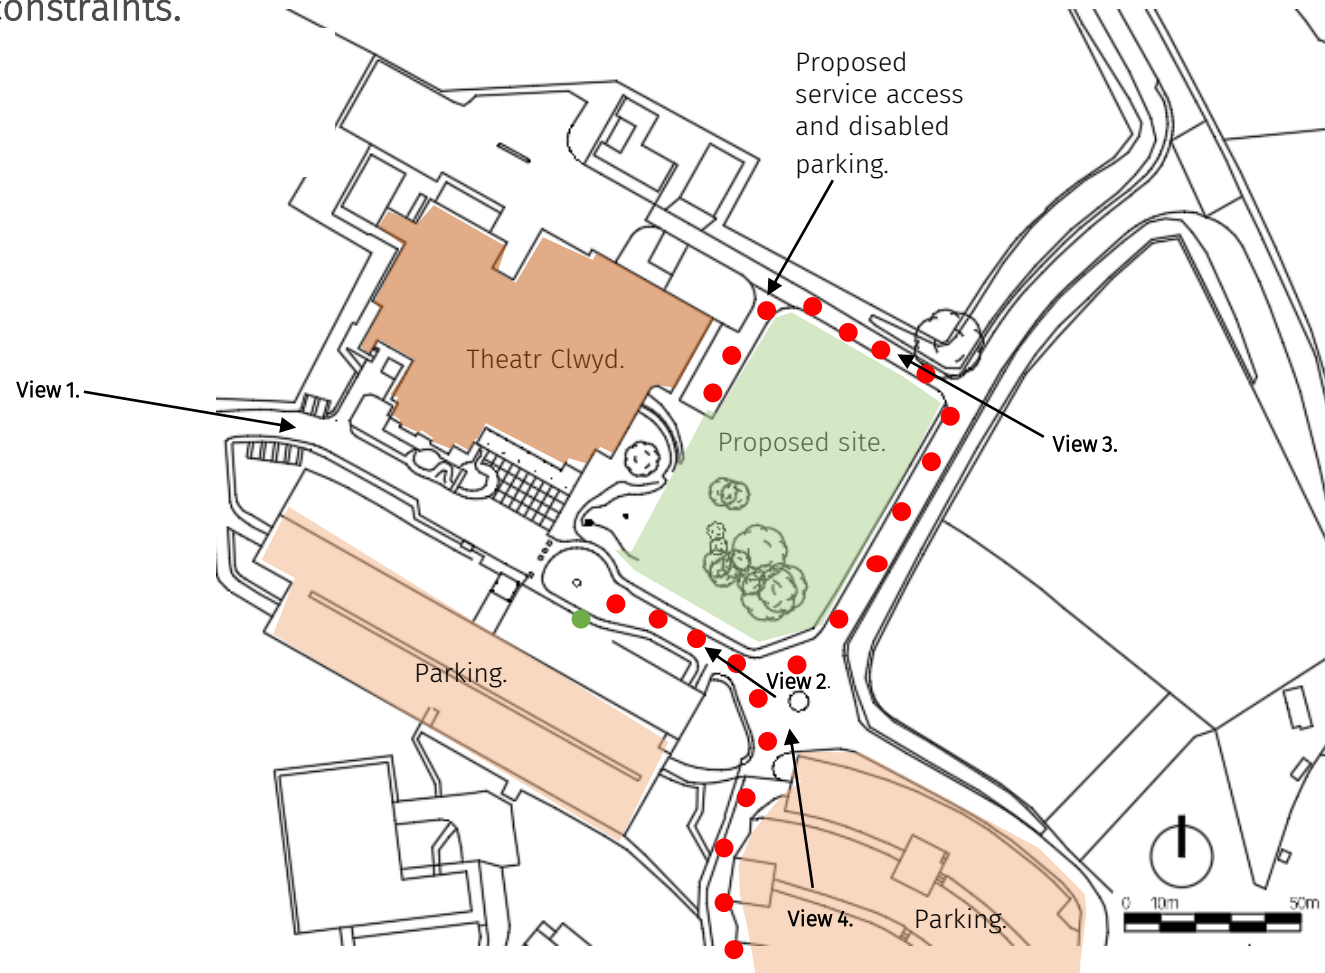 constraints.
Proposed
service access
and disabled
parking.
Theatr Clwyd.
View 1.
Proposed site.
View 3.
Parking.
View 2.
View 4.
Parking.
0 10m 50m